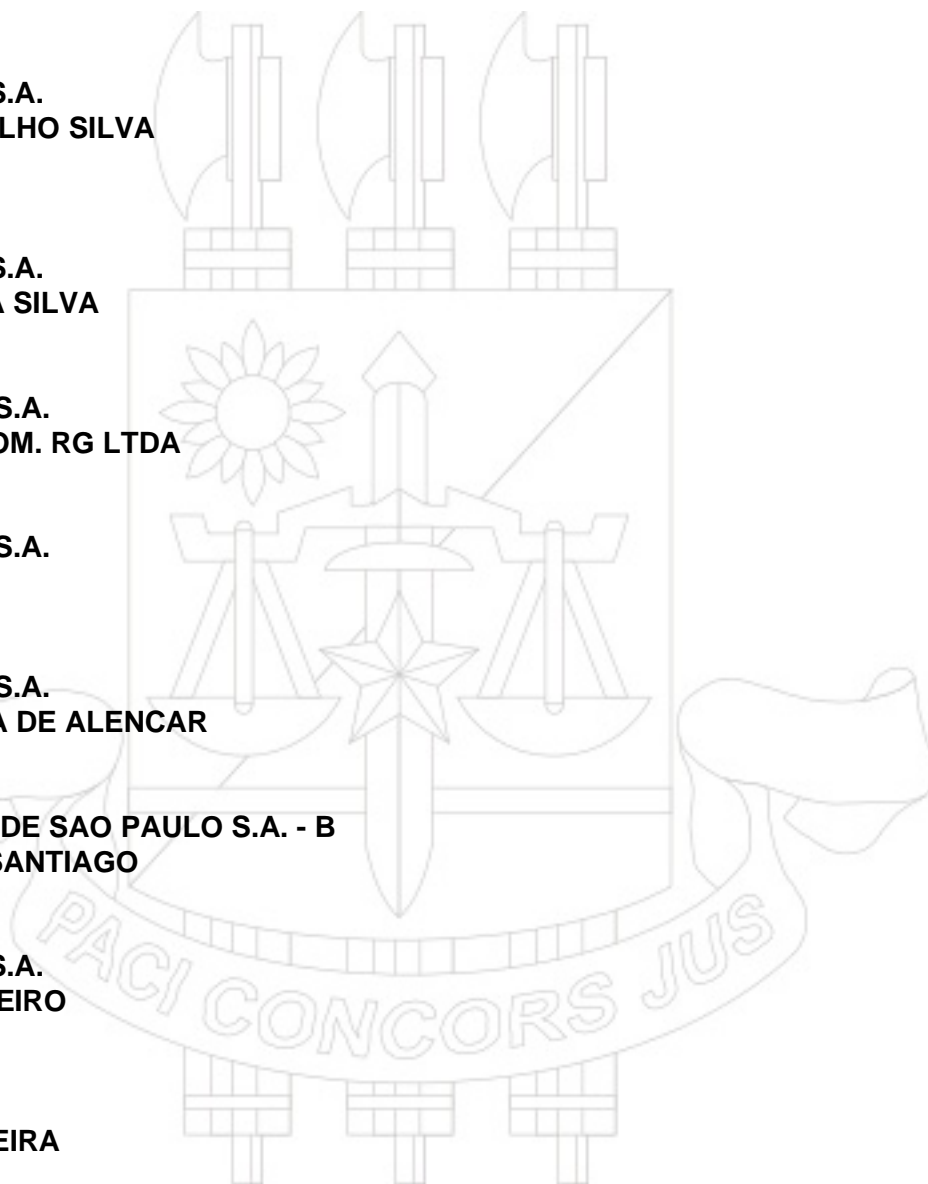 S.A.
LHO SILVA
S.A.
A SILVA
S.A.
OM. RG LTDA
S.A.
S.A.
A DE ALENCAR
DE SAO PAULO S.A. - B
SANTIAGO
S.A.
EIRO
PACI CONCORS JUS
EIRA